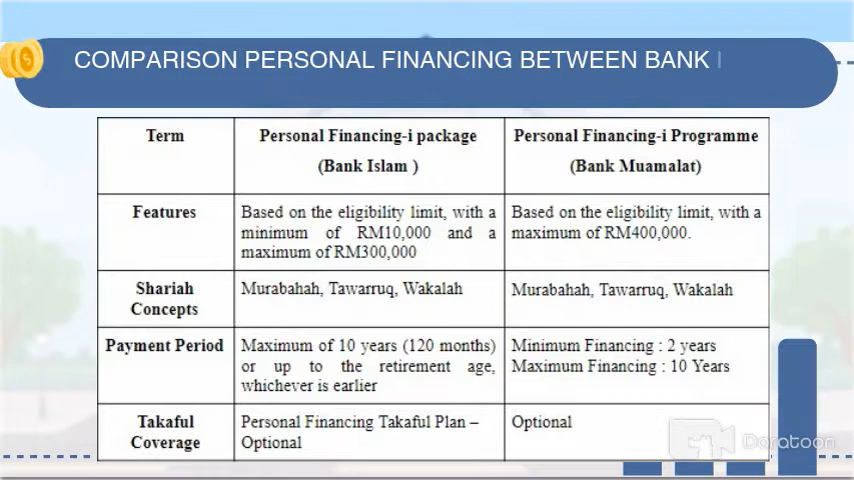 COMPARISON PERSONAL FINANCING BETWEEN BANK
Term
Personal Financing-i package
(Bank Islam )
Personal Financing-i Programme
(Bank Muamalat)
Features
Based on the eligibility limit, with a
minimum of RM10,000 and a
maximum of RM300,000
Based on the eligibility limit, with a
maximum of RM400,000.
Shariah
Concepts
Murabahah, Tawarruq, Wakalah
Murabahah, Tawarruq, Wakalah
Payment Period
Maximum of 10 years (120 months)
or up to the retirement age,
whichever is earlier
Minimum Financing : 2 years
Maximum Financing : 10 Years
Takaful
Coverage
Personal Financing Takaful Plan –
Optional
Optional
Doratoon